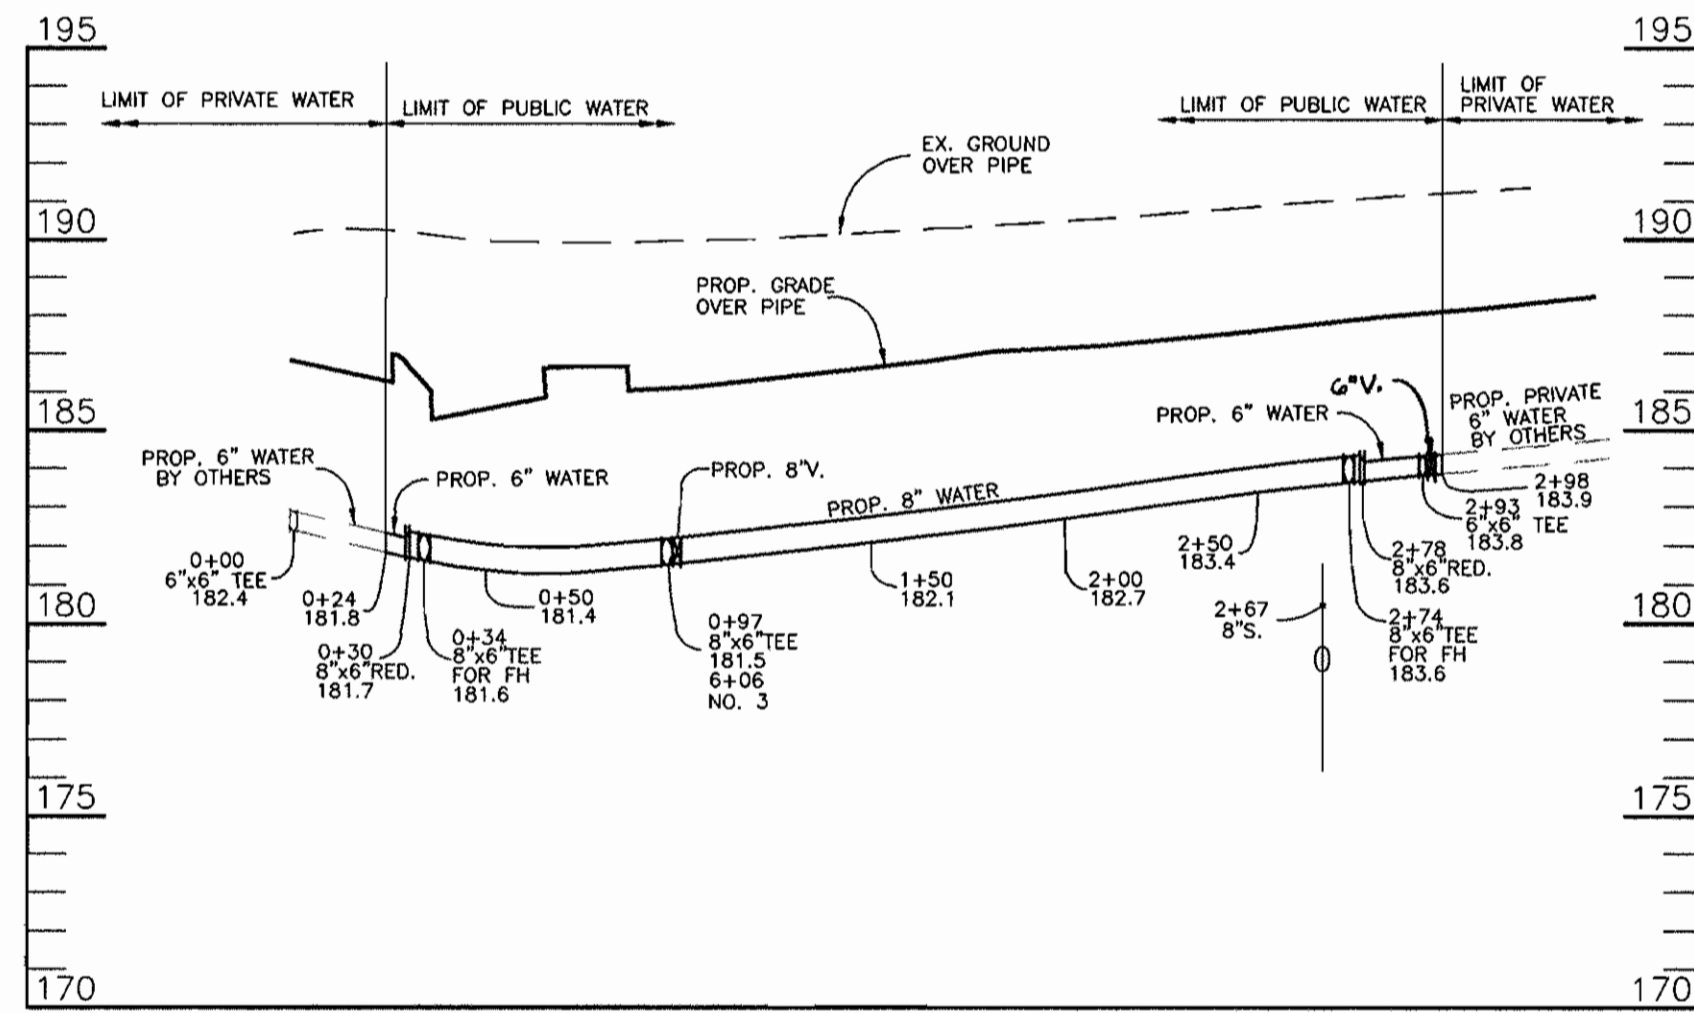 195
195
LIMIT OF PRIVATE WATER
LIMIT OF PUBLIC WATER
LIMIT OF PUBLIC WATER
LIMIT OF
PRIVATE WATER
EX. GROUND
OVER PIPE
190
190
PROP. GRADE
OVER PIPE
185
185
6"V.
PROP. 6" WATER
PROP. PRIVATE
6" WATER
BY OTHERS
PROP. 6" WATER
BY OTHERS
PROP. 6" WATER
PROP. 8"V.
PROP. 8" WATER
0+00
6"x6" TEE
182.4
0+24
181.8
0+30
8"x6"RED.
181.7
0+34
8"x6"TEE
FOR FH
181.6
0+50
181.4
0+97
8"x6"TEE
181.5
6+06
NO. 3
1+50
182.1
2+00
182.7
2+50
183.4
2+67
8"S.
2+74
8"x6"TEE
FOR FH
183.6
2+78
8"x6"RED.
183.6
2+93
6"x6" TEE
183.8
2+98
183.9
180
180
175
175
170
170